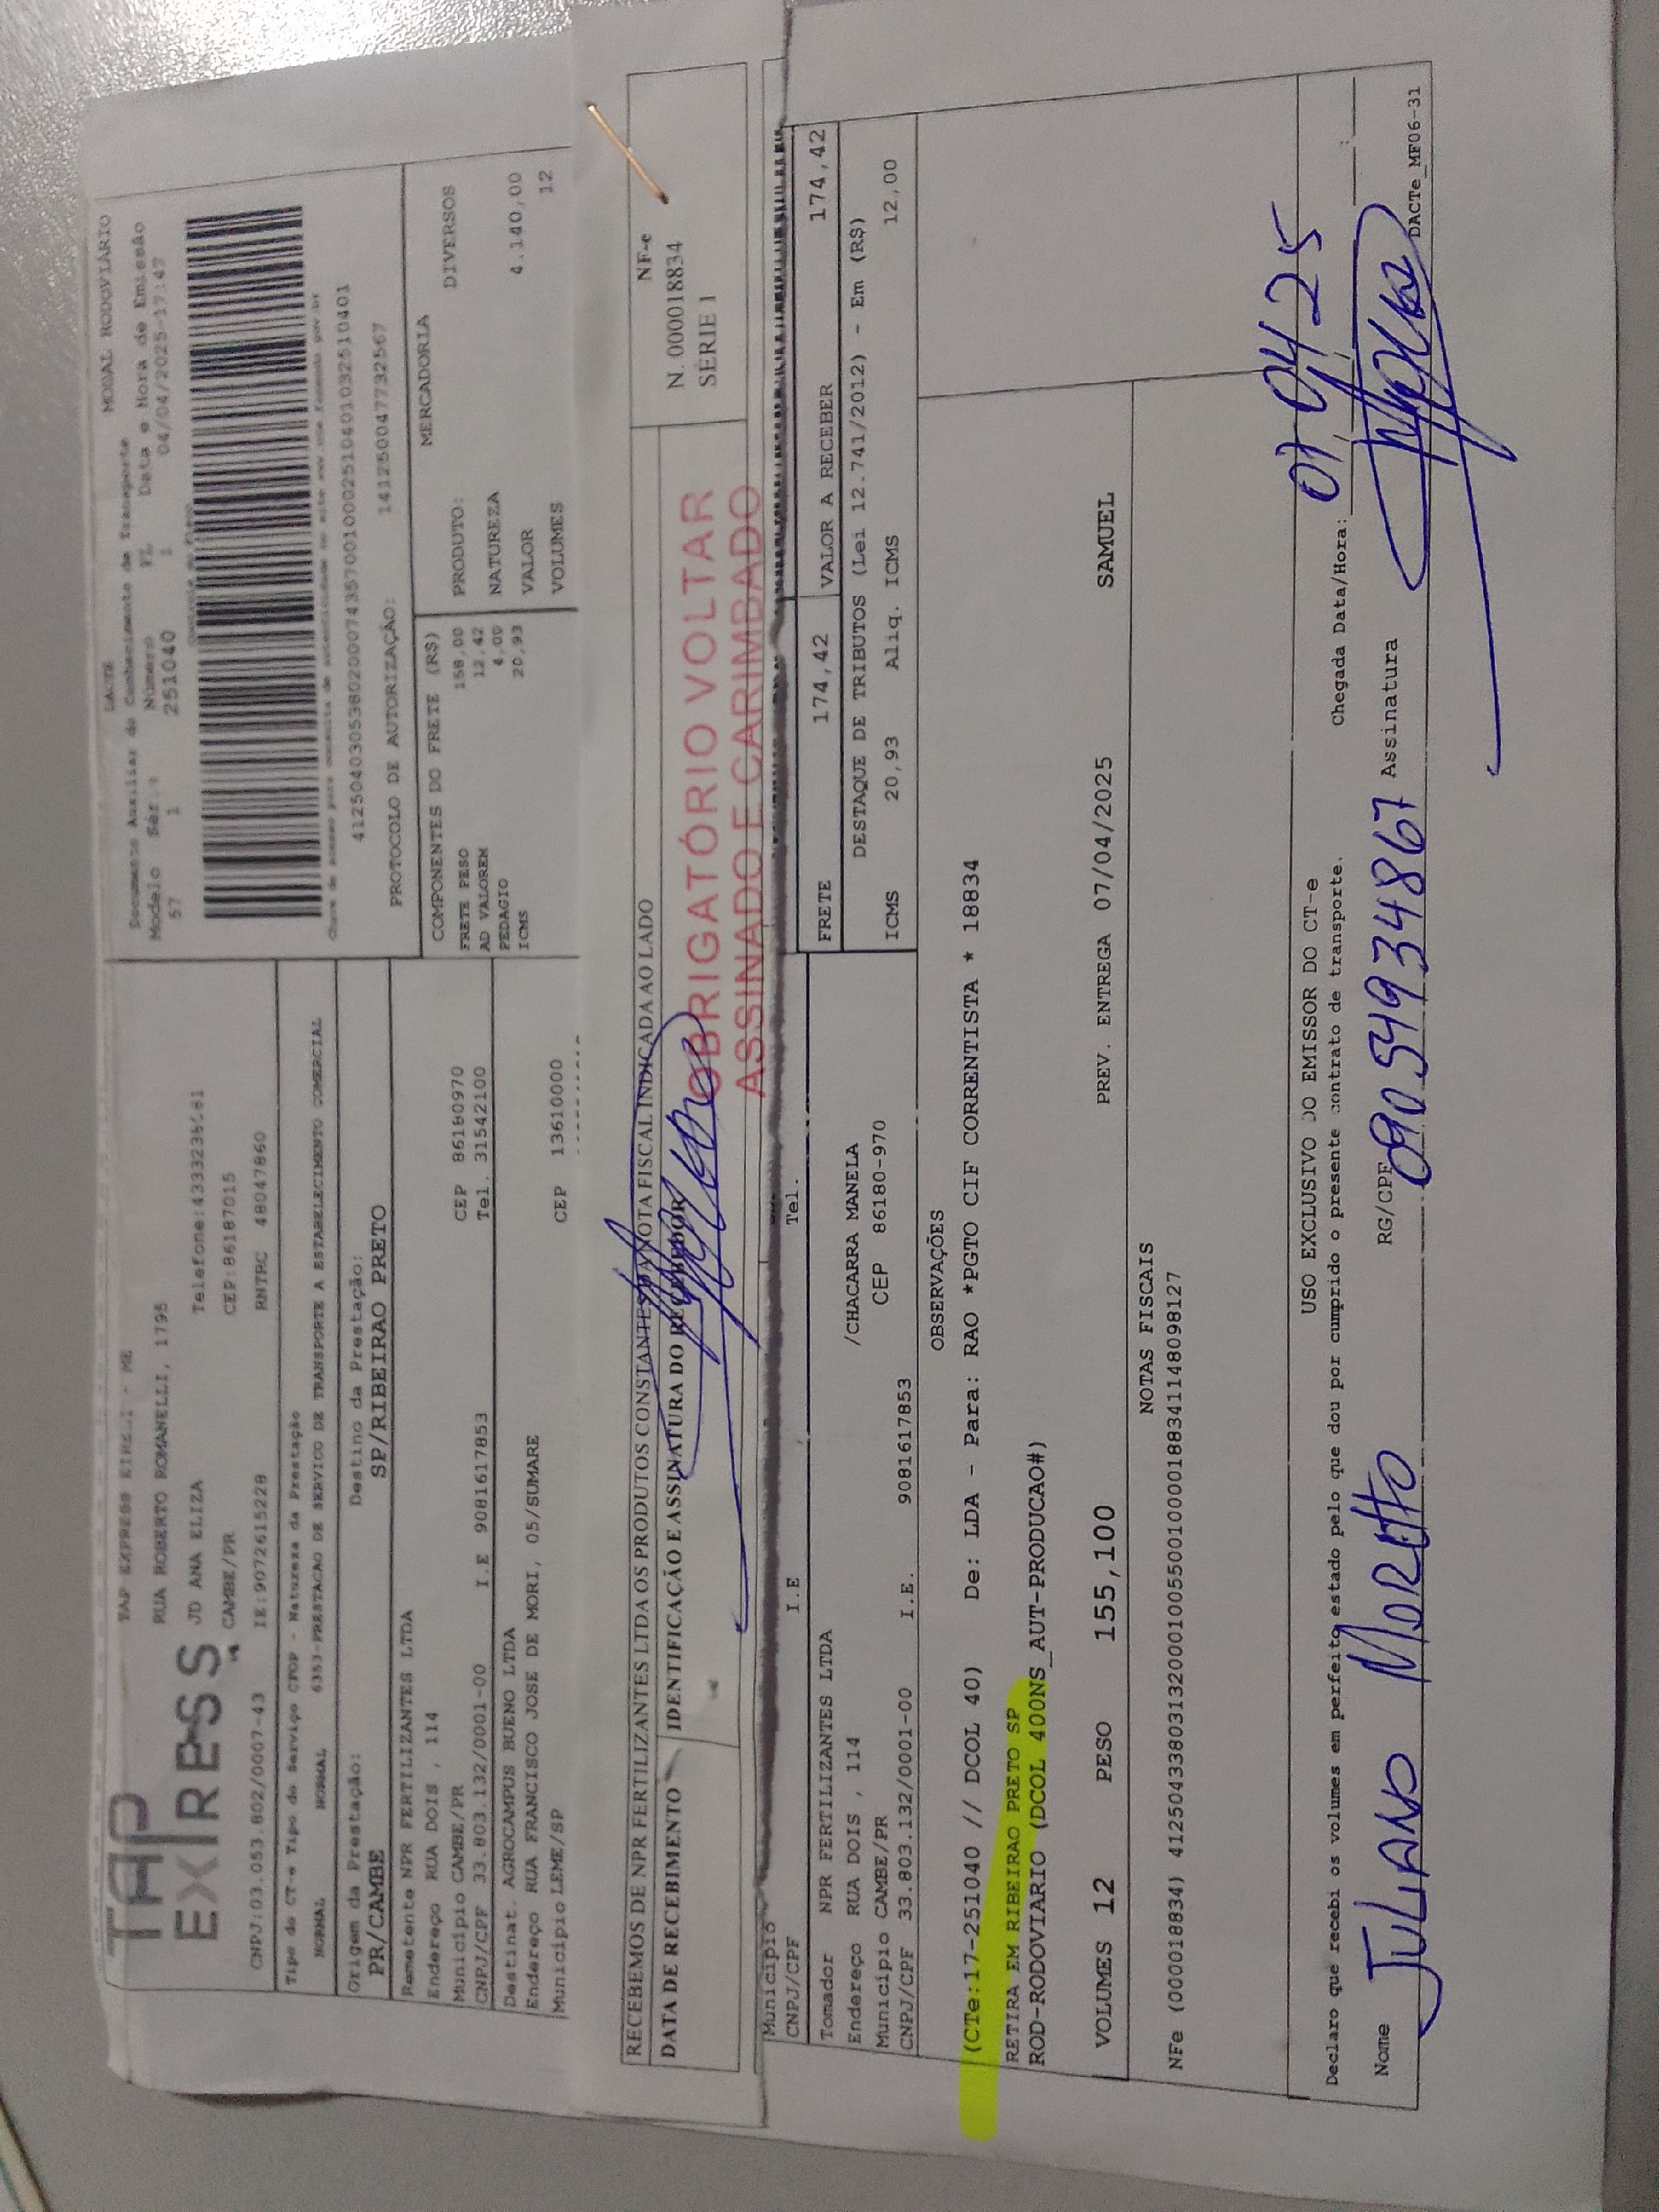 TAP
EXPRESS
TAP EXPRESS EIRELI - ME
RUA ROBERTO ROMANELLI, 1795
JD ANA ELIZA
CAMBE/PR
CEP:86187015
CNPJ:03.053.802/0007-43
IE:9072615228
RNTRC 48047860
DACTE
MODAL RODOVIÁRIO
Documento Auxiliar do Conhecimento de Transporte
Modelo Série Número FL Data e Hora de Emissão
57 1 251040 1 04/04/2025-17:47
Tipo do CT-e Tipo do Serviço CFOP - Natureza da Prestação
NORMAL NORMAL 6353-PRESTACAO DE SERVICO DE TRANSPORTE A ESTABELECIMENTO COMERCIAL
PROTOCOLO DE AUTORIZAÇÃO: 141250047732567
Origem da Prestação: Destino da Prestação:
PR/CAMBE SP/RIBEIRAO PRETO
Remetente NPR FERTILIZANTES LTDA
Endereço RUA DOIS , 114
Município CAMBE/PR CEP 86180970
CNPJ/CPF 33.803.132/0001-00 I.E 9081617853 Tel. 31542100
Destinat. AGROCAMPUS BUENO LTDA
Endereço RUA FRANCISCO JOSE DE MORI, 05/SUMARE
Município LEME/SP CEP 13610000
COMPONENTES DO FRETE (R$)
FRETE PESO 158,00
AD VALOREM 12,42
PEDAGIO 4,00
ICMS 20,93
MERCADORIA
PRODUTO: DIVERSOS
NATUREZA
VALOR 4.140,00
VOLUMES 12
RECEBEMOS DE NPR FERTILIZANTES LTDA OS PRODUTOS CONSTANTES DA NOTA FISCAL INDICADA AO LADO
DATA DE RECEBIMENTO IDENTIFICAÇÃO E ASSINATURA DO RECEBEDOR
NF-e
N. 000018834
SÉRIE 1
OBRIGATÓRIO VOLTAR
ASSINADO E CARIMBADO
Município
CNPJ/CPF I.E Tel.
Tomador NPR FERTILIZANTES LTDA
Endereço RUA DOIS , 114 /CHACARRA MANELA
Município CAMBE/PR CEP 86180-970
CNPJ/CPF 33.803.132/0001-00 I.E. 9081617853
FRETE 174,42 VALOR A RECEBER 174,42
DESTAQUE DE TRIBUTOS (Lei 12.741/2012) - Em (R$)
ICMS 20,93 Aliq. ICMS 12,00
OBSERVAÇÕES
(CTe:17-251040 // DCOL 40) De: LDA - Para: RAO *PGTO CIF CORRENTISTA * 18834
RETIRA EM RIBEIRAO PRETO SP
ROD-RODOVIARIO (DCOL 400NS_AUT-PRODUCAO#)
VOLUMES 12 PESO 155,100 PREV. ENTREGA 07/04/2025 SAMUEL
NOTAS FISCAIS
NFe (00018834) 41250433803132000100550010000188341148098127
USO EXCLUSIVO DO EMISSOR DO CT-e
Declaro que recebi os volumes em perfeito estado pelo que dou por cumprido o presente contrato de transporte.
Chegada Data/Hora: 07 04 25
Nome JULIANO MORETTO RG/CPF 09054934867 Assinatura
DACTe_MF06-31